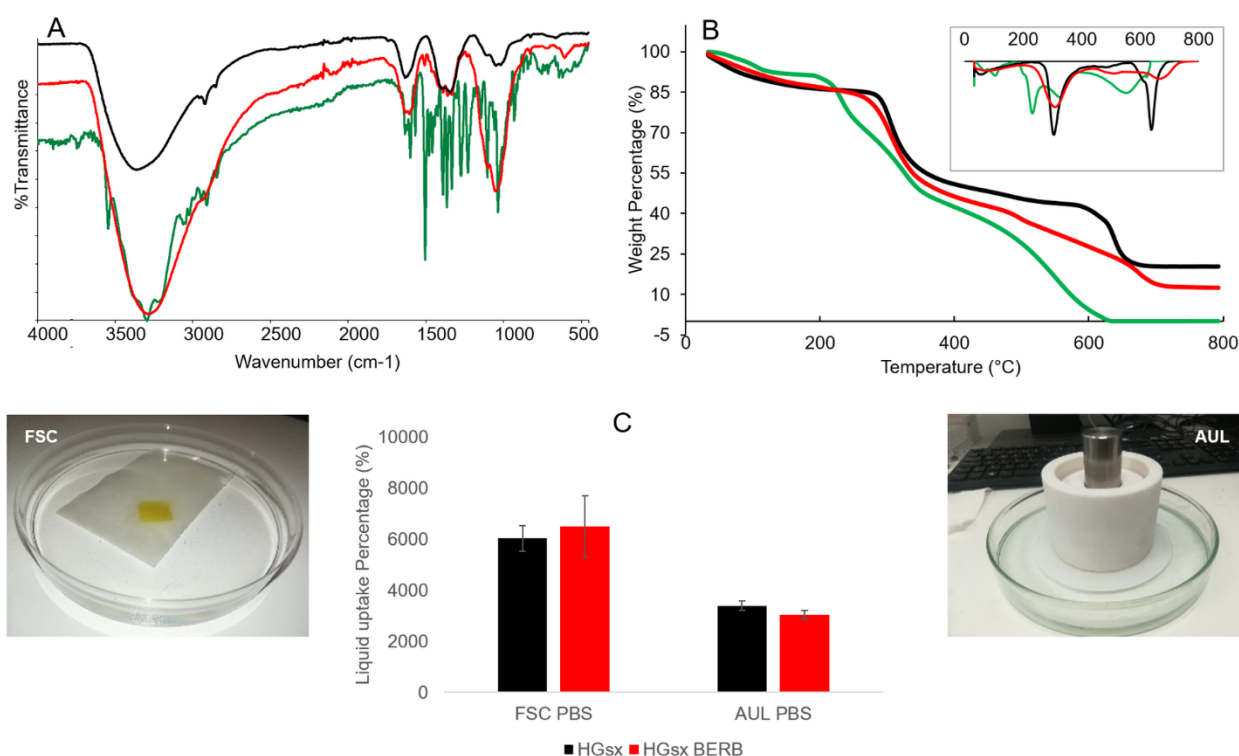 A
%Transmittance
4000 3500 3000 2500 2000 1500 1000 500
Wavenumber (cm-1)
B
0 200 400 600 800
100
85
70
55
40
25
10
-5
Weight Percentage (%)
0 200 400 600 800
Temperature (°C)
FSC
C
10000
8000
6000
4000
2000
0
Liquid uptake Percentage (%)
FSC PBS AUL PBS
HGsx HGsx BERB
AUL